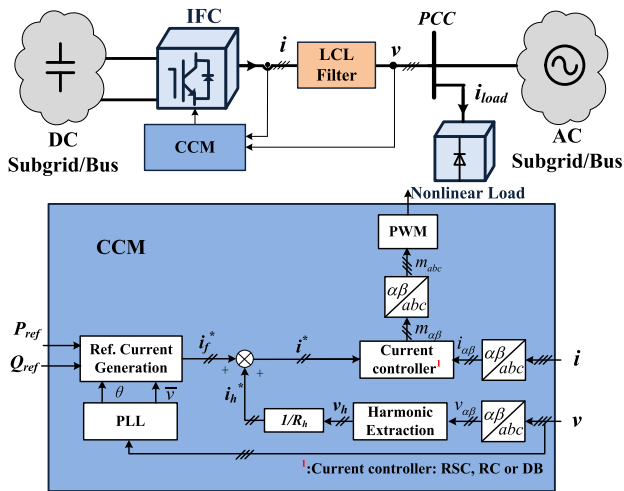 IFC
i
LCL
Filter
v
PCC
i_load
DC
Subgrid/Bus
CCM
AC
Subgrid/Bus
Nonlinear Load
CCM
PWM
m_abc
αβ
abc
m_αβ
P_ref
Q_ref
Ref. Current
Generation
i_f*
i*
+
+
Current
controller¹
i_αβ
αβ
abc
i
θ
v̅
i_h*
PLL
1/R_h
v_h
Harmonic
Extraction
v_αβ
αβ
abc
v
¹:Current controller: RSC, RC or DB